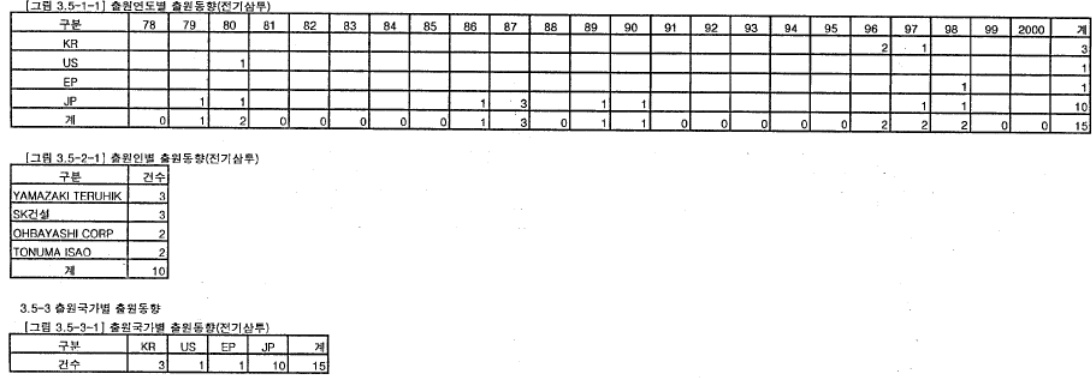 [그림 3.5-1-1] 출원연도별 출원동향(전기삼투)
구분 78 79 80 81 82 83 84 85 86 87 88 89 90 91 92 93 94 95 96 97 98 99 2000 계
KR 2 1 3
US 1 1
EP 1 1
JP 1 1 1 3 1 1 1 1 10
계 0 1 2 0 0 0 0 0 1 3 0 1 1 0 0 0 0 0 2 2 2 0 0 15
[그림 3.5-2-1] 출원인별 출원동향(전기삼투)
구분 건수
YAMAZAKI TERUHIK 3
SK건설 3
OHBAYASHI CORP 2
TONUMA ISAO 2
계 10
3.5-3 출원국가별 출원동향
[그림 3.5-3-1] 출원국가별 출원동향(전기삼투)
구분 KR US EP JP 계
건수 3 1 1 10 15